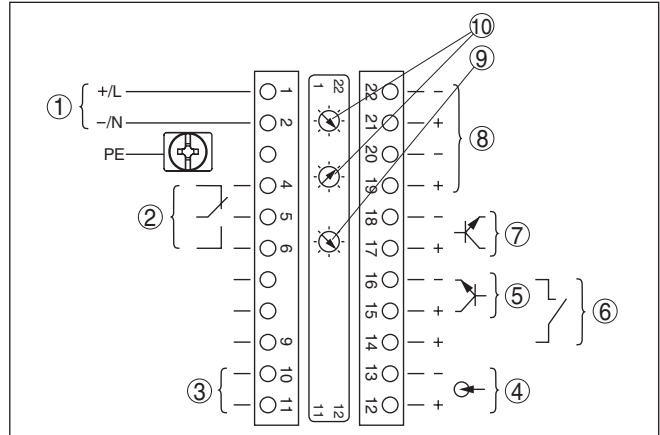 ⑩
⑨
① +/L 1 1 22 22 −
−/N 2 21 + ⑧
PE 20 −
4 19 +
② 5 18 − ⑦
6 17 +
16 − ⑤ ⑥
15 +
9 14 +
③ 10 13 − ④
11 11 12 12 +